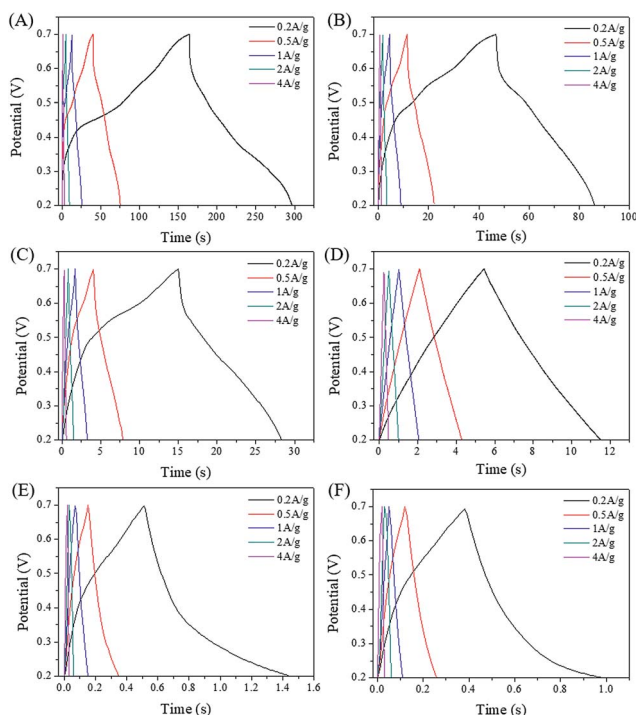 (A)
0.2A/g
0.5A/g
1A/g
2A/g
4A/g
Potential (V)
0.7
0.6
0.5
0.4
0.3
0.2
0 50 100 150 200 250 300
Time (s)
(B)
0.2A/g
0.5A/g
1A/g
2A/g
4A/g
Potential (V)
0.7
0.6
0.5
0.4
0.3
0.2
0 20 40 60 80 100
Time (s)
(C)
0.2A/g
0.5A/g
1A/g
2A/g
4A/g
Potential (V)
0.7
0.6
0.5
0.4
0.3
0.2
0 5 10 15 20 25 30
Time (s)
(D)
0.2A/g
0.5A/g
1A/g
2A/g
4A/g
Potential (V)
0.7
0.6
0.5
0.4
0.3
0.2
0 2 4 6 8 10 12
Time (s)
(E)
0.2A/g
0.5A/g
1A/g
2A/g
4A/g
Potential (V)
0.7
0.6
0.5
0.4
0.3
0.2
0.0 0.2 0.4 0.6 0.8 1.0 1.2 1.4 1.6
Time (s)
(F)
0.2A/g
0.5A/g
1A/g
2A/g
4A/g
Potential (V)
0.7
0.6
0.5
0.4
0.3
0.2
0.0 0.2 0.4 0.6 0.8 1.0
Time (s)